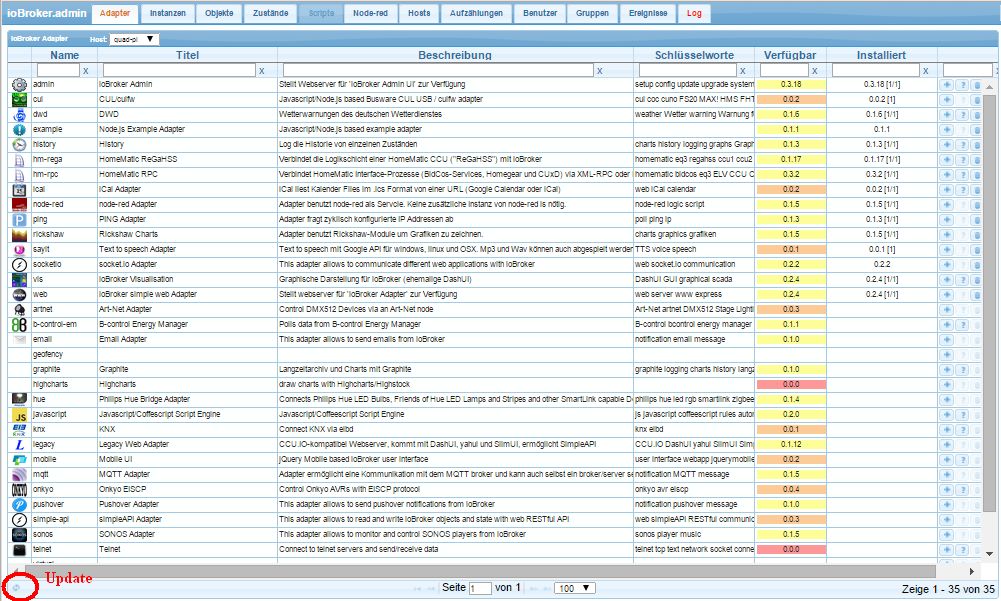 ioBroker.admin Adapter Instanzen Objekte Zustände Scripte Node-red Hosts Aufzählungen Benutzer Gruppen Ereignisse Log
ioBroker Adapter Host: quad-pi
Name Titel Beschreibung Schlüsselworte Verfügbar Installiert
x x x x x x x
admin ioBroker Admin Stellt Webserver für 'ioBroker Admin UI' zur Verfügung setup config update upgrade system 0.3.18 0.3.18 [1/1]
cul CUL/culfw Javascript/Node.js based Busware CUL USB / culfw adapter cul coc cuno FS20 MAX! HMS FHT 0.0.2 0.0.2 [1]
dwd DWD Wetterwarnungen des deutschen Wetterdienstes weather Wetter warning Warnung f 0.1.6 0.1.6 [1/1]
example Node.js Example Adapter Javascript/Node.js based example adapter 0.1.1 0.1.1
history History Log die Historie von einzelnen Zuständen charts history logging graphs Graph 0.1.3 0.1.3 [1/1]
hm-rega HomeMatic ReGaHSS Verbindet die Logikschicht einer HomeMatic CCU ("ReGaHSS") mit ioBroker homematic eq3 regahss ccu1 ccu2 0.1.17 0.1.17 [1/1]
hm-rpc HomeMatic RPC Verbindet HomeMatic Interface-Prozesse (BidCos-Services, Homegear und CUxD) via XML-RPC oder homematic bidcos eq3 ELV CCU C 0.3.2 0.3.2 [1/1]
ical ICal Adapter ICal liest Kalender Files im .ics Format von einer URL (Google Calendar oder ICal) web iCal calendar 0.0.2 0.0.2 [1/1]
node-red node-red Adapter Adapter benutzt node-red als Servcie. Keine zusätzliche Instanz von node-red is nötig. node-red logic script 0.1.5 0.1.5 [1/1]
ping PING Adapter Adapter fragt zyklisch konfigurierte IP Addressen ab poll ping ip 0.1.3 0.1.3 [1/1]
rickshaw Rickshaw Charts Adapter benutzt Rickshaw-Module um Grafiken zu zeichnen. charts graphics grafiken 0.1.5 0.1.5 [1/1]
sayit Text to speech Adapter Text to speech mit Google API für windows, linux und OSX. Mp3 und Wav können auch abgespielt werden TTS voice speech 0.0.1 0.0.1 [1]
socketio socket.io Adapter This adapter allows to communicate different web applications with ioBroker web socket.io communication 0.2.2 0.2.2
vis ioBroker Visualisation Graphische Darstellung für ioBroker (ehemalige DashUI) DashUI GUI graphical scada 0.2.4 0.2.4 [1/1]
web ioBroker simple web Adapter Stellt webserver für 'ioBroker Adapter' zur Verfügung web server www express 0.2.4 0.2.4 [1/1]
artnet Art-Net Adapter Control DMX512 Devices via an Art-Net node Art-Net artnet DMX512 Stage Lighti 0.0.3
b-control-em B-control Energy Manager Polls data from B-control Energy Manager B-control bcontrol energy manager 0.1.1
email Email Adapter This adapter allows to send emails from ioBroker notification email message 0.1.0
geofency
graphite Graphite Langzeitarchiv und Charts mit Graphite graphite logging charts history langz 0.1.0
highcharts Highcharts draw charts with Highcharts/Highstock 0.0.0
hue Philips Hue Bridge Adapter Connects Philips Hue LED Bulbs, Friends of Hue LED Lamps and Stripes and other SmartLink capable D philips hue led rgb smartlink zigbee 0.1.4
javascript Javascript/Coffeescript Script Engine Javascript/Coffeescript Script Engine js javascript coffeescript rules autor 0.2.0
knx KNX Connect KNX via eibd knx eibd 0.0.1
legacy Legacy Web Adapter CCU.IO-kompatibel Webserver, kommt mit DashUI, yahui und SlimUI, ermöglicht SimpleAPI CCU.IO DashUI yahui SlimUI Sim 0.1.12
mobile Mobile UI jQuery Mobile based ioBroker user interface user interface webapp jquerymobile 0.0.2
mqtt MQTT Adapter Adapter ermöglicht eine Kommunikation mit dem MQTT broker und kann auch selbst ein broker/server se notification MQTT message 0.1.5
onkyo Onkyo EISCP Control Onkyo AVRs with EISCP protocol onkyo avr eiscp 0.0.4
pushover Pushover Adapter This adapter allows to send pushover notifications from ioBroker notification pushover message 0.1.0
simple-api simpleAPI Adapter This adapter allows to read and write ioBroker objects and state with web RESTful API web simpleAPI RESTful communic 0.0.3
sonos SONOS Adapter This adapter allows to monitor and control SONOS players from ioBroker sonos player music 0.1.5
telnet Telnet Connect to telnet servers and send/receive data telnet tcp text network socket conne 0.0.0
Update
Seite 1 von 1 100 Zeige 1 - 35 von 35